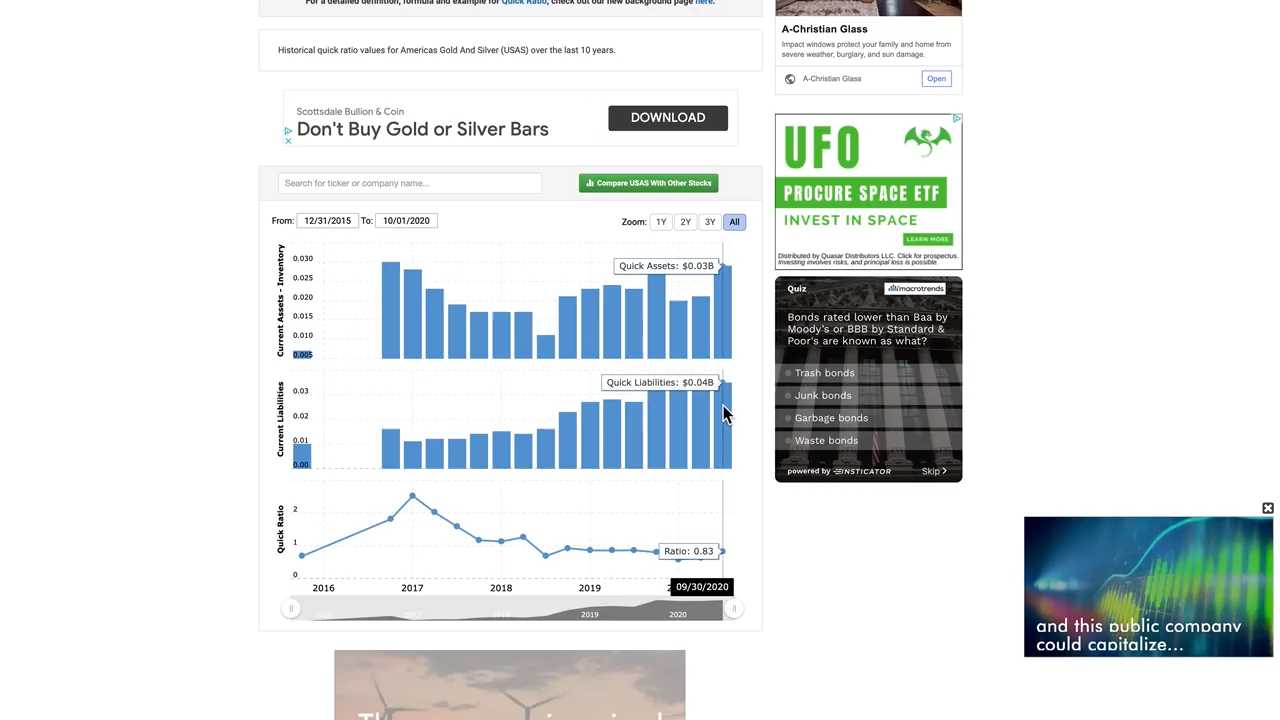 For a detailed definition, formula and example for Quick Ratio, check out our new background page here.
Historical quick ratio values for Americas Gold And Silver (USAS) over the last 10 years.
Scottsdale Bullion & Coin
Don't Buy Gold or Silver Bars
DOWNLOAD
Search for ticker or company name...
Compare USAS With Other Stocks
From: 12/31/2015 To: 10/01/2020
Zoom: 1Y 2Y 3Y All
Current Assets - Inventory
0.030
0.025
0.020
0.015
0.010
0.005
Quick Assets: $0.03B
Current Liabilities
0.03
0.02
0.01
0.00
Quick Liabilities: $0.04B
Quick Ratio
2
1
0
Ratio: 0.83
2016 2017 2018 2019 09/30/2020
2017 2018 2019 2020
A-Christian Glass
Impact windows protect your family and home from
severe weather, burglary, and sun damage.
A-Christian Glass
Open
UFO
PROCURE SPACE ETF
INVEST IN SPACE
LEARN MORE
Distributed by Quasar Distributors LLC. Click for prospectus.
Investing involves risks, and principal loss is possible.
Quiz
macrotrends
Bonds rated lower than Baa by
Moody's or BBB by Standard &
Poor's are known as what?
Trash bonds
Junk bonds
Garbage bonds
Waste bonds
powered by INSTICATOR
Skip
and this public company
could capitalize...